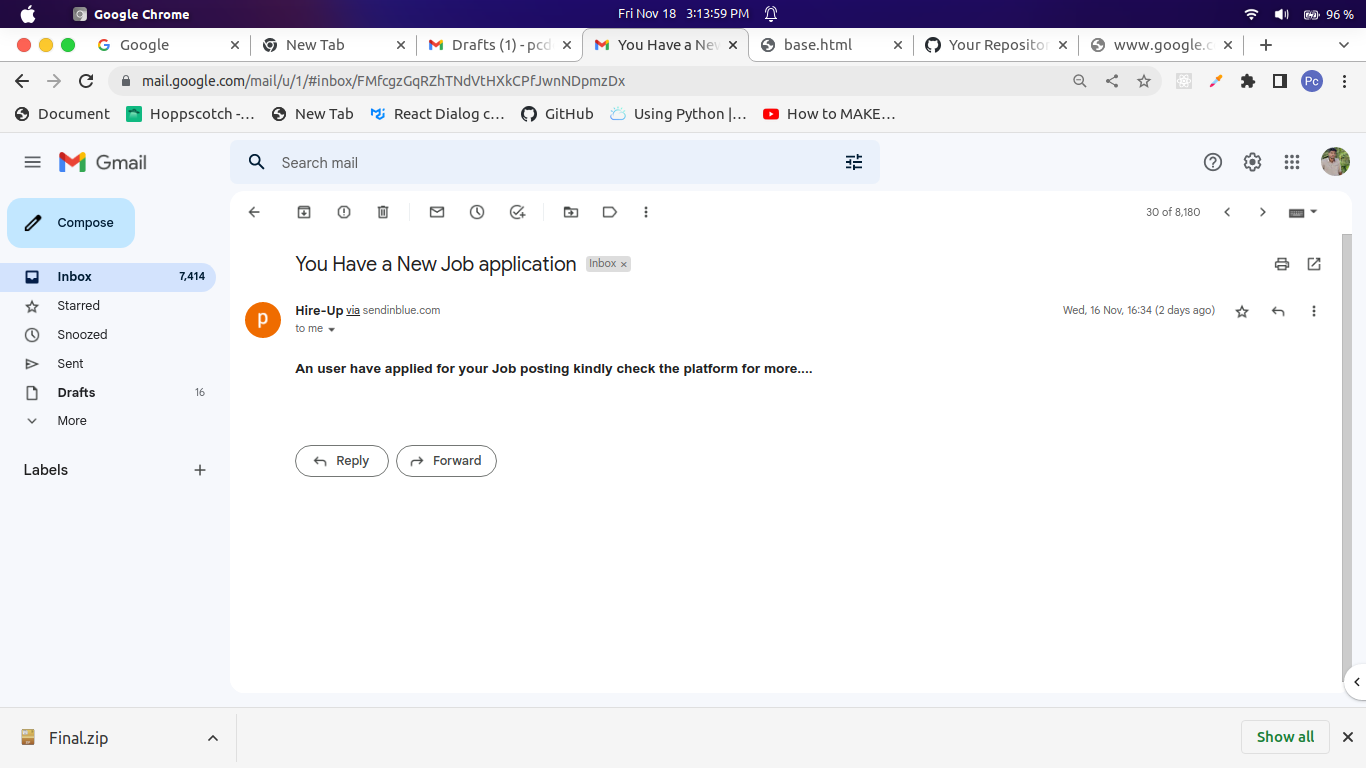 Google Chrome
Fri Nov 18 3:13:59 PM
96 %
Google
New Tab
Drafts (1) - pcd
You Have a New
base.html
Your Repositor
www.google.c
mail.google.com/mail/u/1/#inbox/FMfcgzGqRZhTNdVtHXkCPfJwnNDpmzDx
Pc
Document
Hoppscotch -...
New Tab
React Dialog c...
GitHub
Using Python |...
How to MAKE...
Gmail
Search mail
Compose
30 of 8,180
Inbox 7,414
Starred
Snoozed
Sent
Drafts 16
More
Labels
You Have a New Job application
Inbox ×
p
Hire-Up via sendinblue.com
Wed, 16 Nov, 16:34 (2 days ago)
to me
An user have applied for your Job posting kindly check the platform for more....
Reply
Forward
Final.zip
Show all